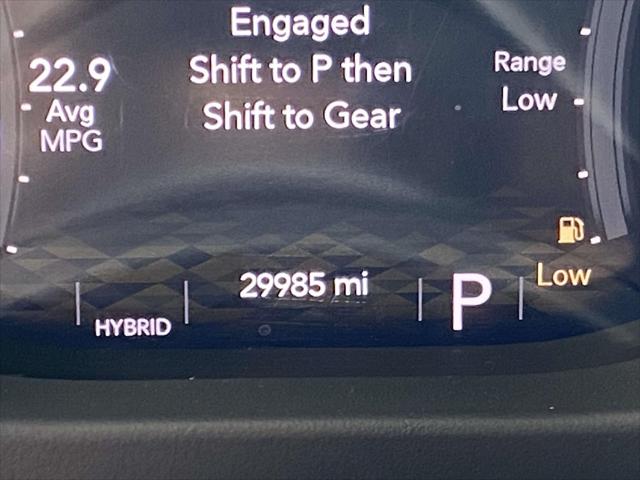 Engaged
Shift to P then
Shift to Gear
22.9
Avg
MPG
Range
Low
Low
29985 mi
P
HYBRID